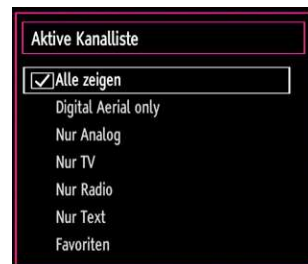 Aktive Kanalliste
Alle zeigen
Digital Aerial only
Nur Analog
Nur TV
Nur Radio
Nur Text
Favoriten